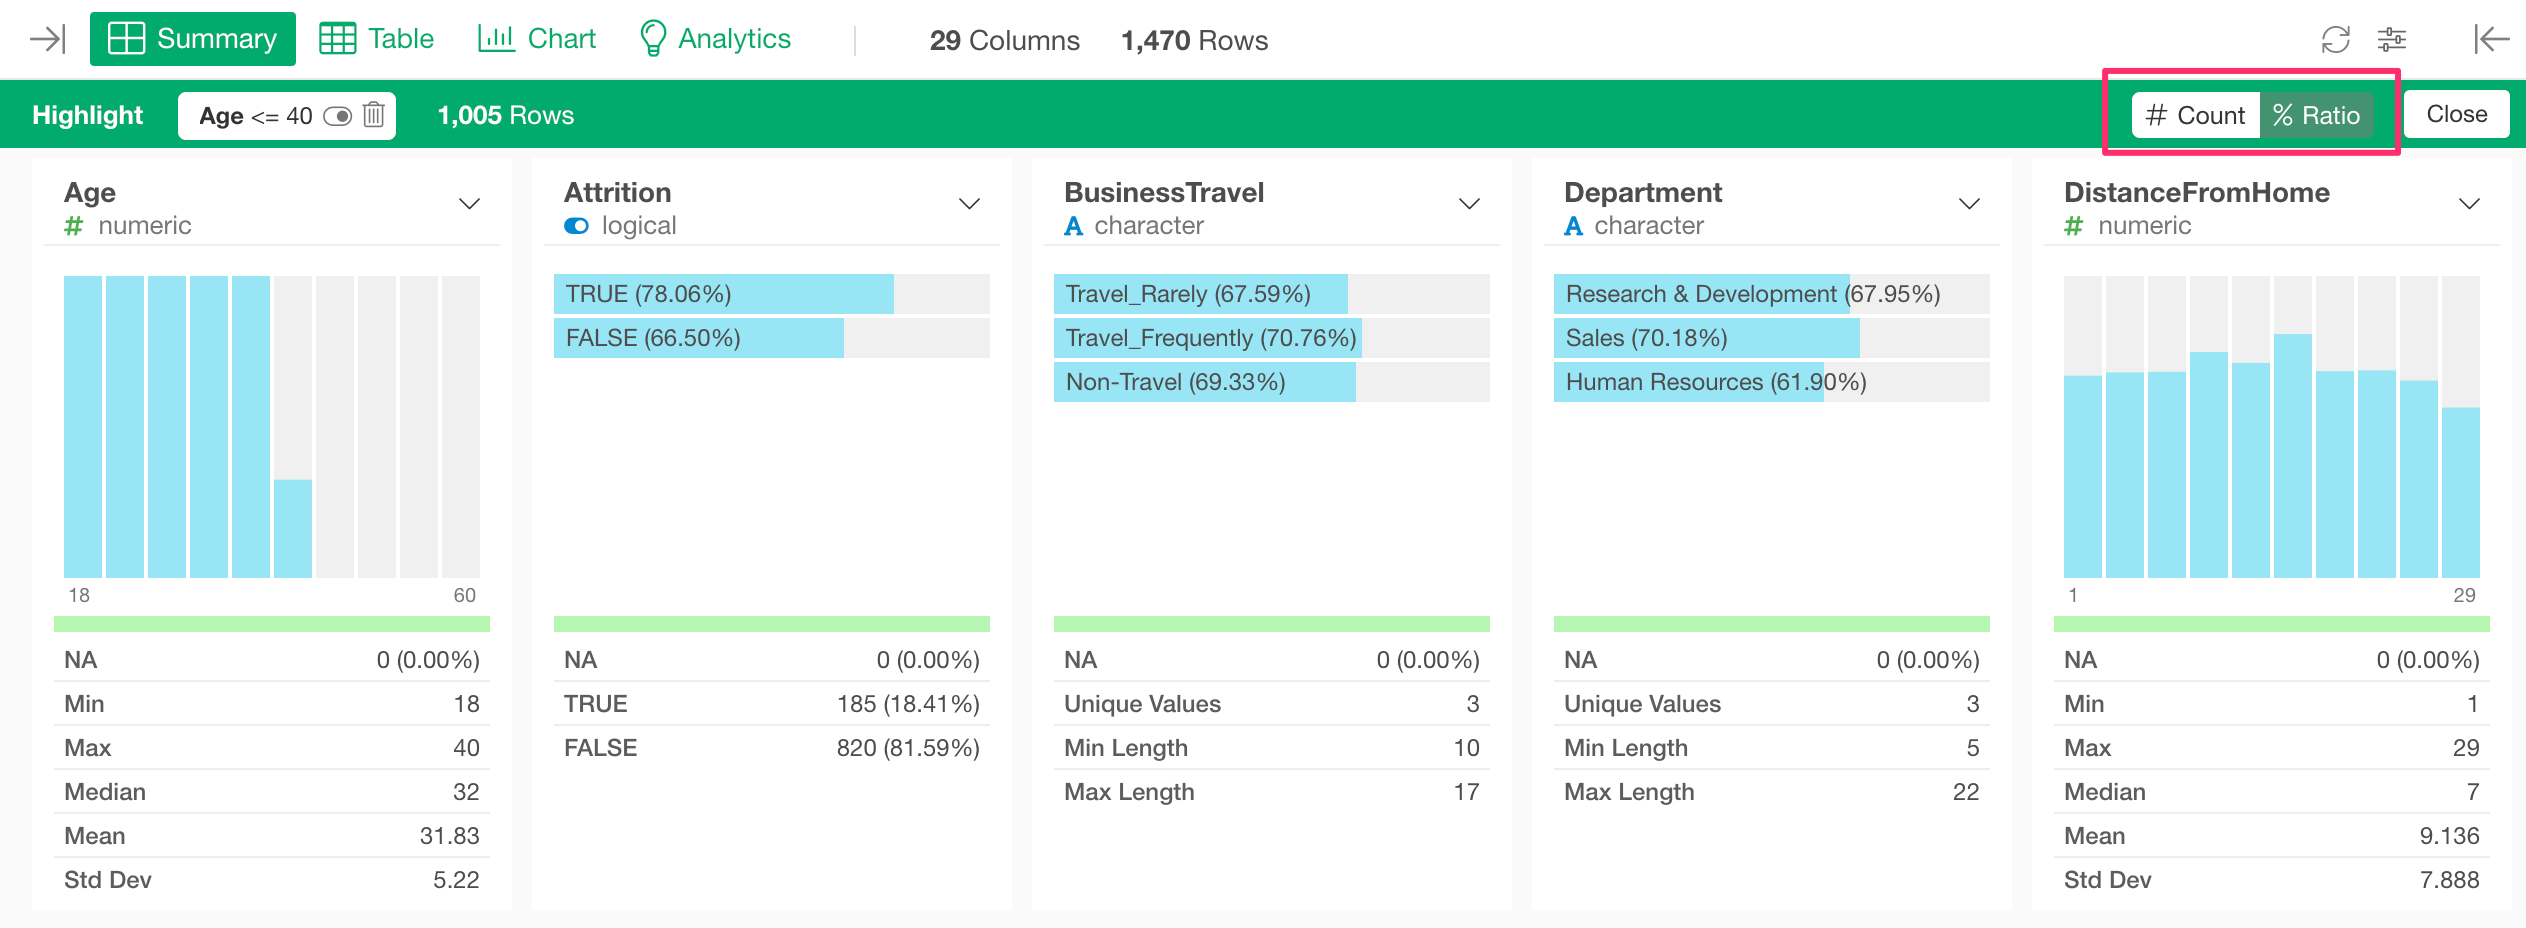 Summary Table Chart Analytics 29 Columns 1,470 Rows
Highlight Age <= 40 1,005 Rows # Count % Ratio Close
Age
# numeric
18 60
NA 0 (0.00%)
Min 18
Max 40
Median 32
Mean 31.83
Std Dev 5.22
Attrition
logical
TRUE (78.06%)
FALSE (66.50%)
NA 0 (0.00%)
TRUE 185 (18.41%)
FALSE 820 (81.59%)
BusinessTravel
A character
Travel_Rarely (67.59%)
Travel_Frequently (70.76%)
Non-Travel (69.33%)
NA 0 (0.00%)
Unique Values 3
Min Length 10
Max Length 17
Department
A character
Research & Development (67.95%)
Sales (70.18%)
Human Resources (61.90%)
NA 0 (0.00%)
Unique Values 3
Min Length 5
Max Length 22
DistanceFromHome
# numeric
1 29
NA 0 (0.00%)
Min 1
Max 29
Median 7
Mean 9.136
Std Dev 7.888